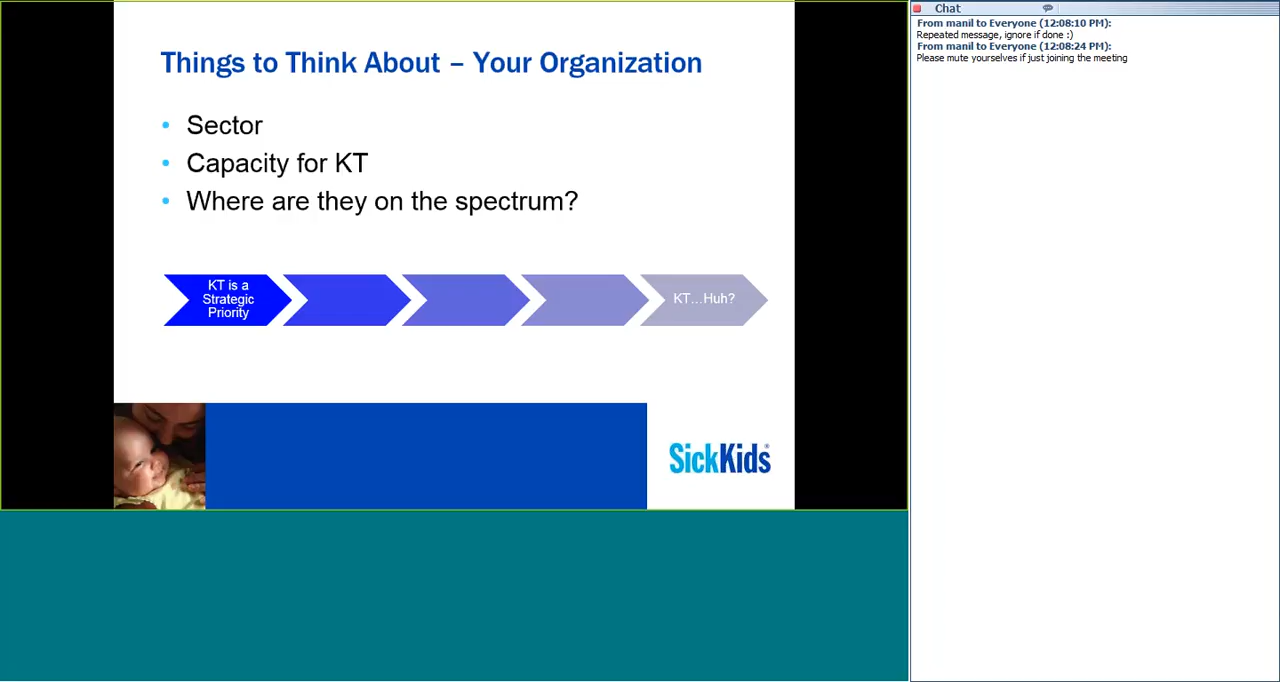 Things to Think About – Your Organization
• Sector
• Capacity for KT
• Where are they on the spectrum?
KT is a
Strategic
Priority
KT…Huh?
SickKids®
Chat
From manil to Everyone (12:08:10 PM):
Repeated message, ignore if done :)
From manil to Everyone (12:08:24 PM):
Please mute yourselves if just joining the meeting